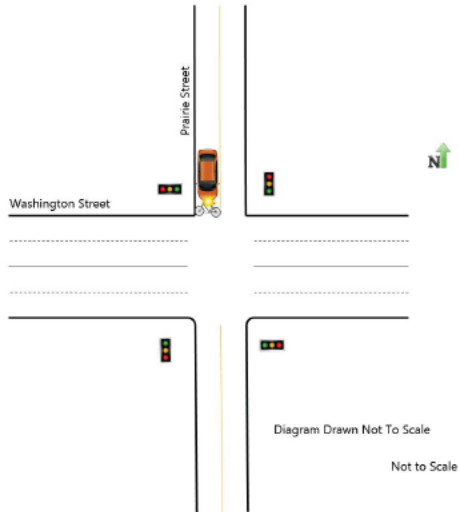 Prairie Street
N
Washington Street
Diagram Drawn Not To Scale
Not to Scale